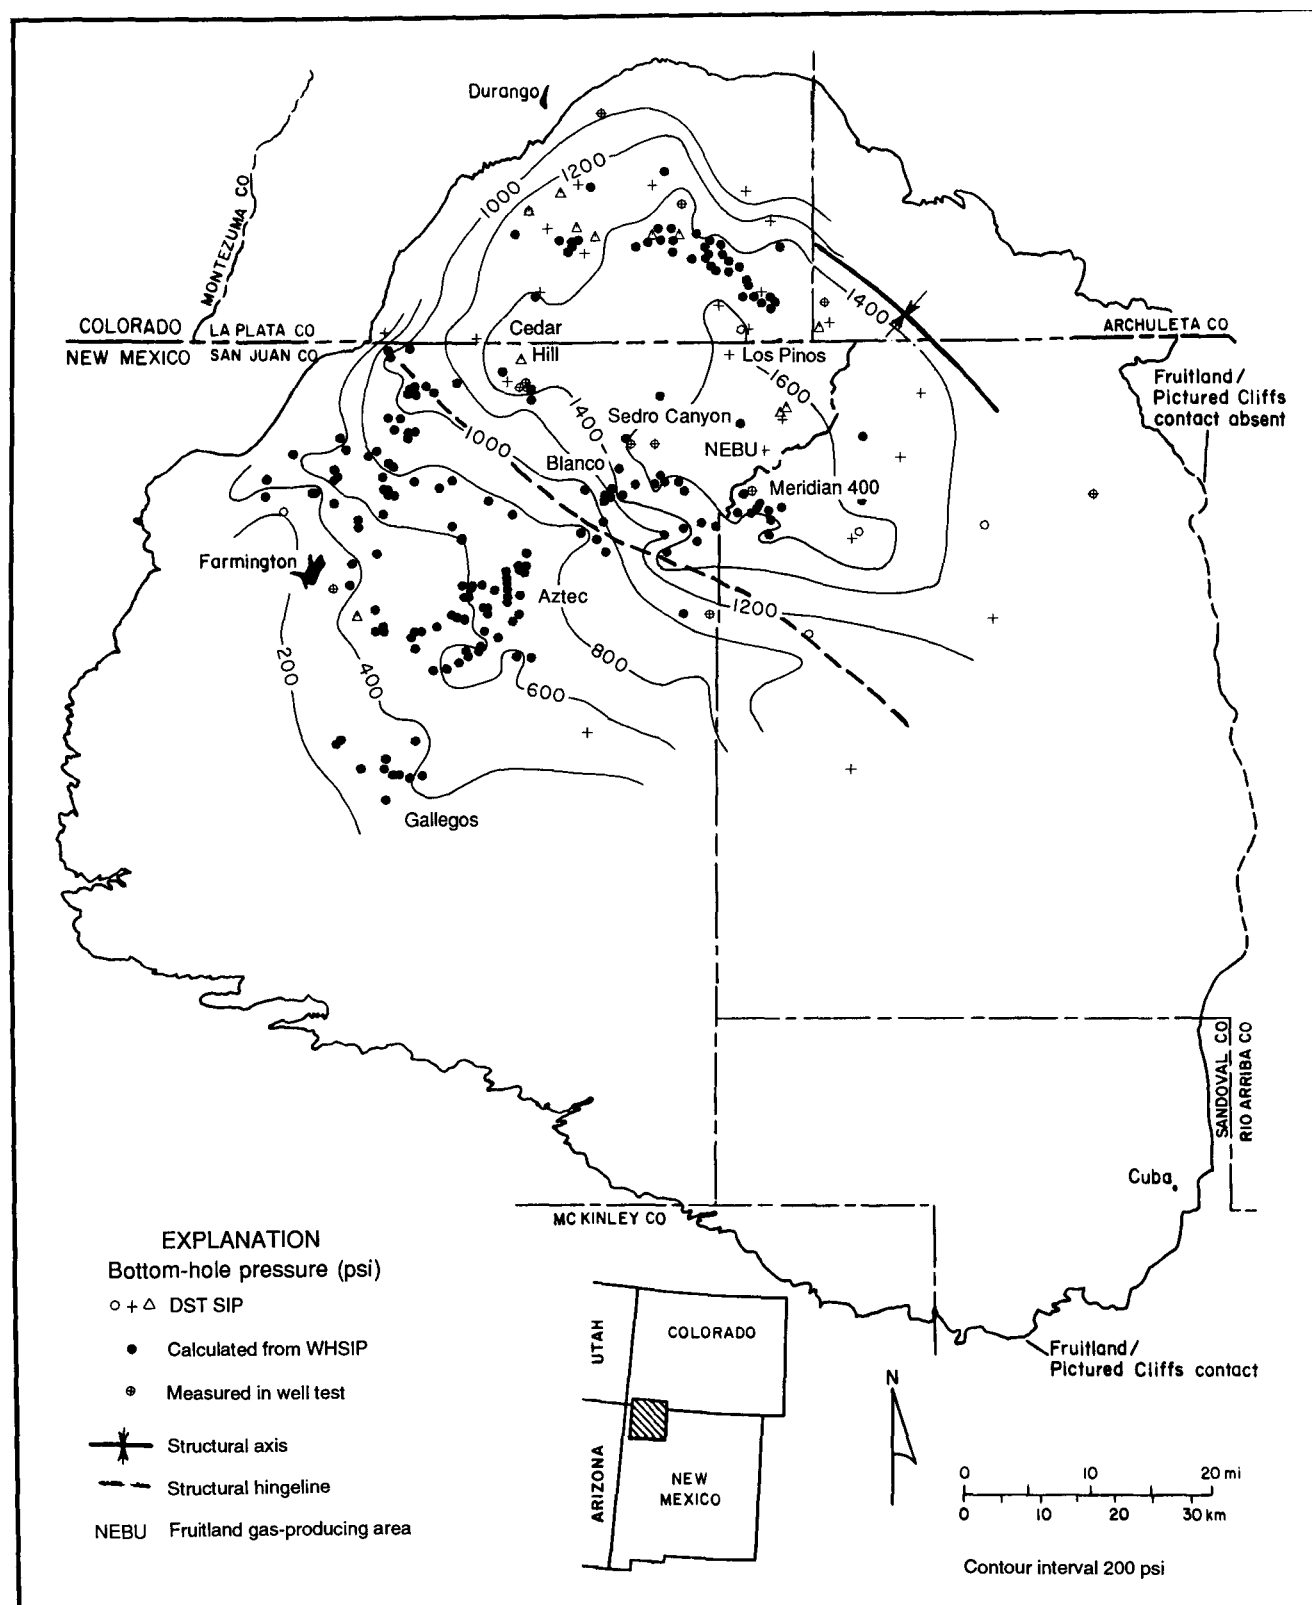 Durango
MONTEZUMA CO
1000
1200
1400
COLORADO
LA PLATA CO
ARCHULETA CO
NEW MEXICO
SAN JUAN CO
Cedar
Hill
Los Pinos
1600
Fruitland/
Pictured Cliffs
contact absent
1400
Sedro Canyon
1000
NEBU
Blanco
Meridian 400
Farmington
Aztec
1200
200
400
800
600
Gallegos
SANDOVAL CO
RIO ARRIBA CO
Cuba
MC KINLEY CO
EXPLANATION
Bottom-hole pressure (psi)
DST SIP
Calculated from WHSIP
Measured in well test
Structural axis
Structural hingeline
NEBU Fruitland gas-producing area
UTAH
COLORADO
ARIZONA
NEW
MEXICO
N
Fruitland/
Pictured Cliffs contact
0 10 20 mi
0 10 20 30 km
Contour interval 200 psi